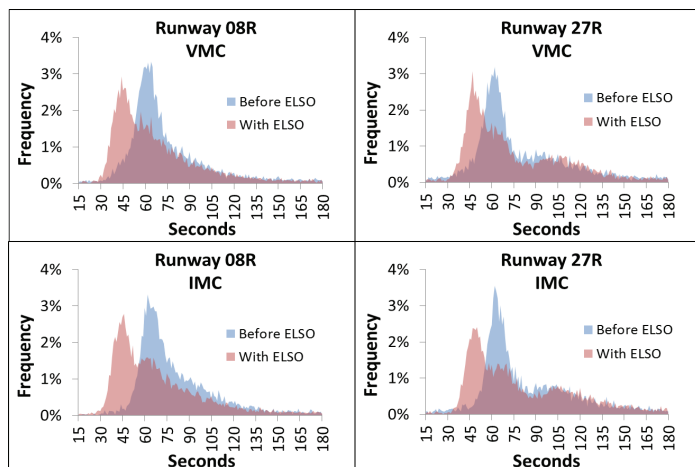 Runway 08R
VMC
4%
3%
2%
1%
0%
Frequency
Before ELSO
With ELSO
15 30 45 60 75 90 105 120 135 150 165 180
Seconds
Runway 27R
VMC
4%
3%
2%
1%
0%
Frequency
Before ELSO
With ELSO
15 30 45 60 75 90 105 120 135 150 165 180
Seconds
Runway 08R
IMC
4%
3%
2%
1%
0%
Frequency
Before ELSO
With ELSO
15 30 45 60 75 90 105 120 135 150 165 180
Seconds
Runway 27R
IMC
4%
3%
2%
1%
0%
Frequency
Before ELSO
With ELSO
15 30 45 60 75 90 105 120 135 150 165 180
Seconds